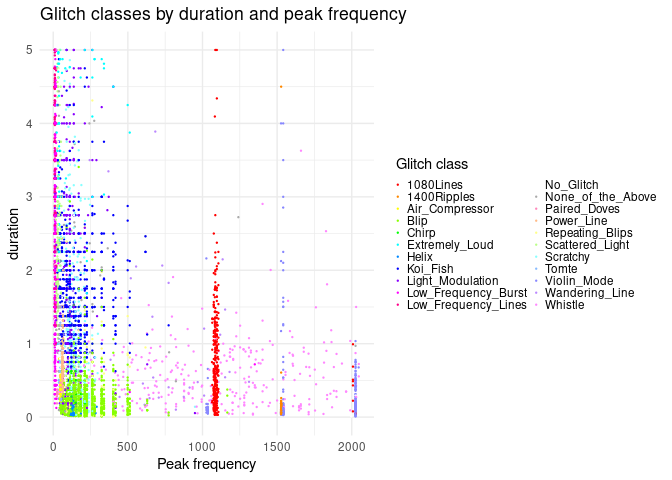 Glitch classes by duration and peak frequency
5
4
3
2
1
0
duration
0 500 1000 1500 2000
Peak frequency
Glitch class
1080Lines
1400Ripples
Air_Compressor
Blip
Chirp
Extremely_Loud
Helix
Koi_Fish
Light_Modulation
Low_Frequency_Burst
Low_Frequency_Lines
No_Glitch
None_of_the_Above
Paired_Doves
Power_Line
Repeating_Blips
Scattered_Light
Scratchy
Tomte
Violin_Mode
Wandering_Line
Whistle